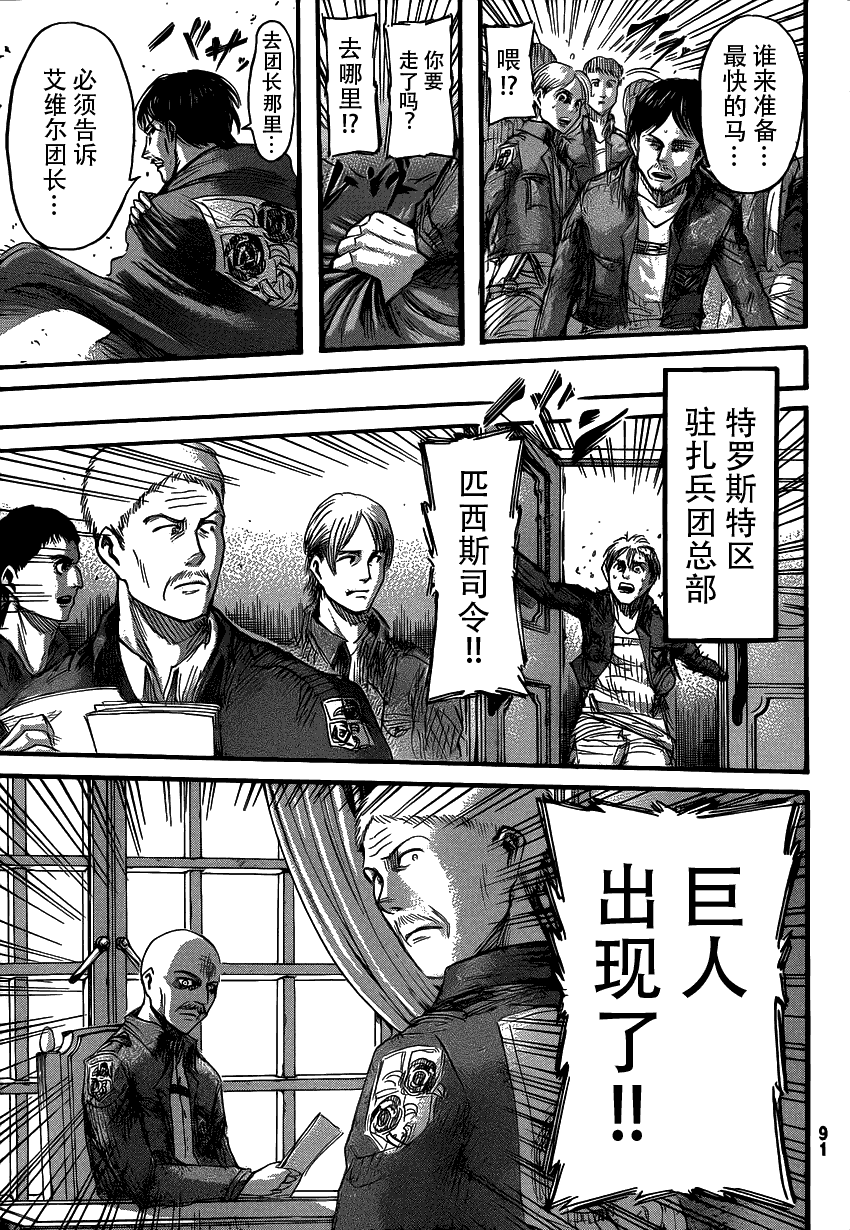 谁来准备…
最快的马…
喂!?
你要
走了吗?
去哪里!?
去团长那里…
必须告诉
艾维尔团长…
特罗斯特区
驻扎兵团总部
匹西斯司令!!
巨人
出现了!!
91